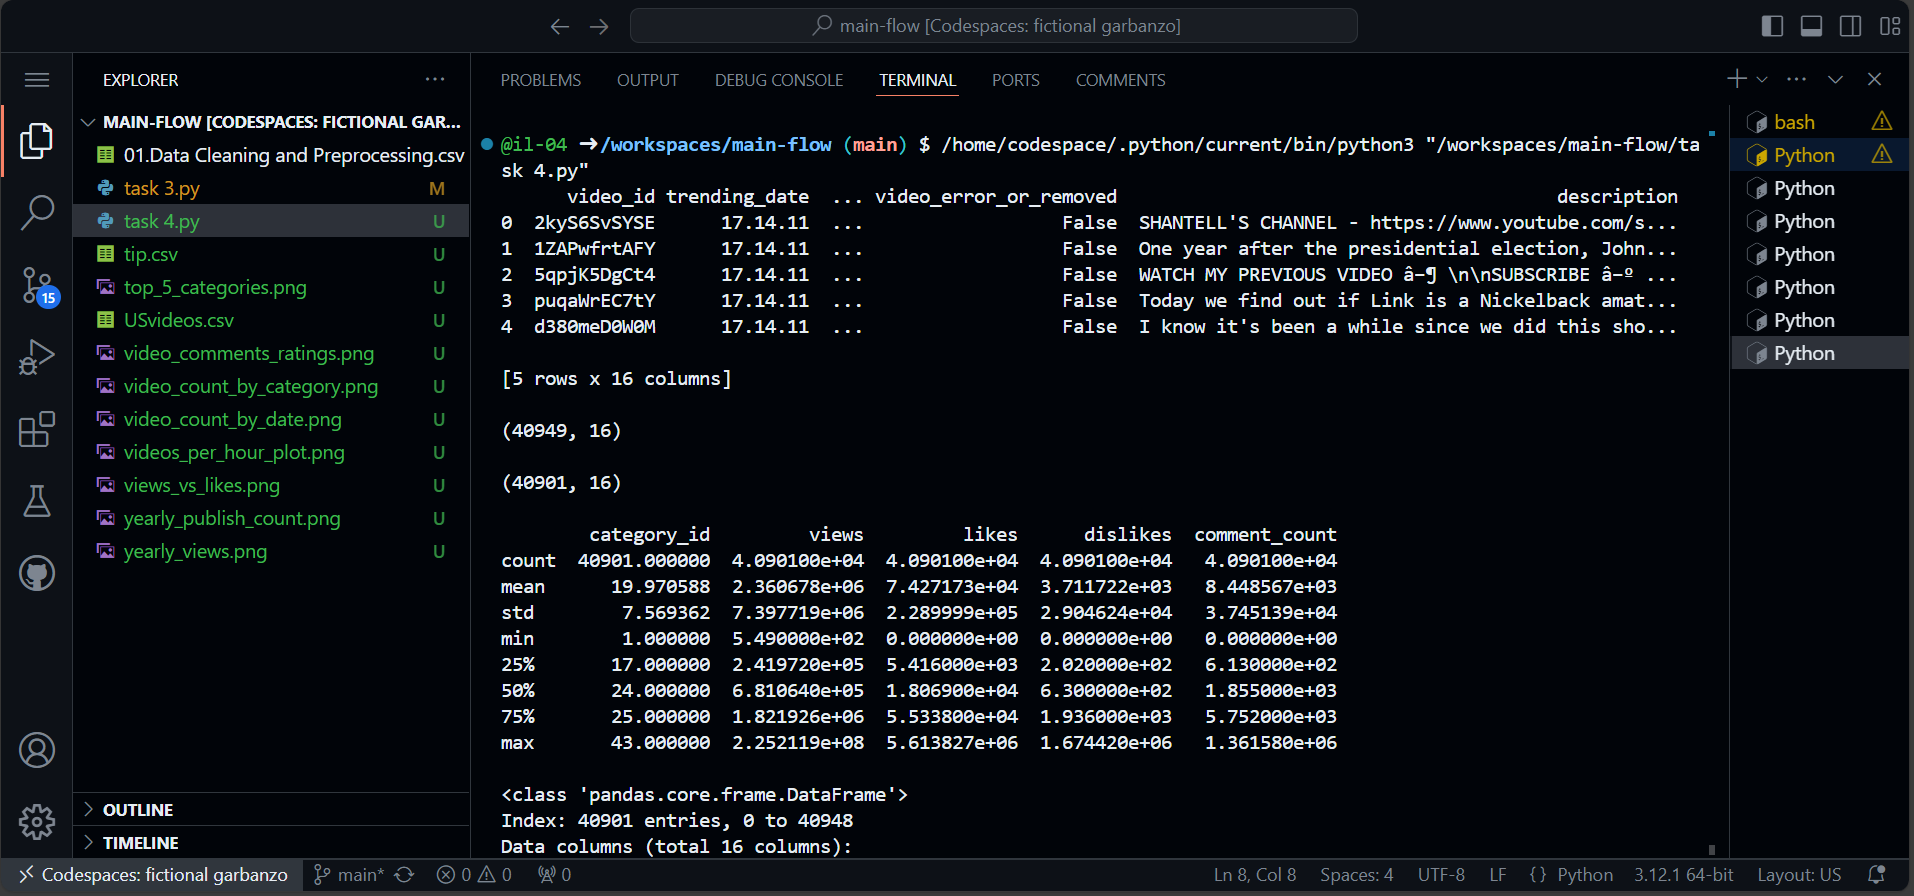 main-flow [Codespaces: fictional garbanzo]
EXPLORER
MAIN-FLOW [CODESPACES: FICTIONAL GAR...
01.Data Cleaning and Preprocessing.csv
task 3.py M
task 4.py U
tip.csv U
top_5_categories.png U
USvideos.csv U
video_comments_ratings.png U
video_count_by_category.png U
video_count_by_date.png U
videos_per_hour_plot.png U
views_vs_likes.png U
yearly_publish_count.png U
yearly_views.png U
15
OUTLINE
TIMELINE
PROBLEMS OUTPUT DEBUG CONSOLE TERMINAL PORTS COMMENTS
@il-04 ➜/workspaces/main-flow (main) $ /home/codespace/.python/current/bin/python3 "/workspaces/main-flow/ta
sk 4.py"
video_id trending_date ... video_error_or_removed description
0 2kyS6SvSYSE 17.14.11 ... False SHANTELL'S CHANNEL - https://www.youtube.com/s...
1 1ZAPwfrtAFY 17.14.11 ... False One year after the presidential election, John...
2 5qpjK5DgCt4 17.14.11 ... False WATCH MY PREVIOUS VIDEO â–¶ \n\nSUBSCRIBE â–º ...
3 puqaWrEC7tY 17.14.11 ... False Today we find out if Link is a Nickelback amat...
4 d380meD0W0M 17.14.11 ... False I know it's been a while since we did this sho...
[5 rows x 16 columns]
(40949, 16)
(40901, 16)
category_id views likes dislikes comment_count
count 40901.000000 4.090100e+04 4.090100e+04 4.090100e+04 4.090100e+04
mean 19.970588 2.360678e+06 7.427173e+04 3.711722e+03 8.448567e+03
std 7.569362 7.397719e+06 2.289999e+05 2.904624e+04 3.745139e+04
min 1.000000 5.490000e+02 0.000000e+00 0.000000e+00 0.000000e+00
25% 17.000000 2.419720e+05 5.416000e+03 2.020000e+02 6.130000e+02
50% 24.000000 6.810640e+05 1.806900e+04 6.300000e+02 1.855000e+03
75% 25.000000 1.821926e+06 5.533800e+04 1.936000e+03 5.752000e+03
max 43.000000 2.252119e+08 5.613827e+06 1.674420e+06 1.361580e+06
<class 'pandas.core.frame.DataFrame'>
Index: 40901 entries, 0 to 40948
Data columns (total 16 columns):
bash
Python
Python
Python
Python
Python
Python
Python
Codespaces: fictional garbanzo main* 0 0 0 Ln 8, Col 8 Spaces: 4 UTF-8 LF {} Python 3.12.1 64-bit Layout: US